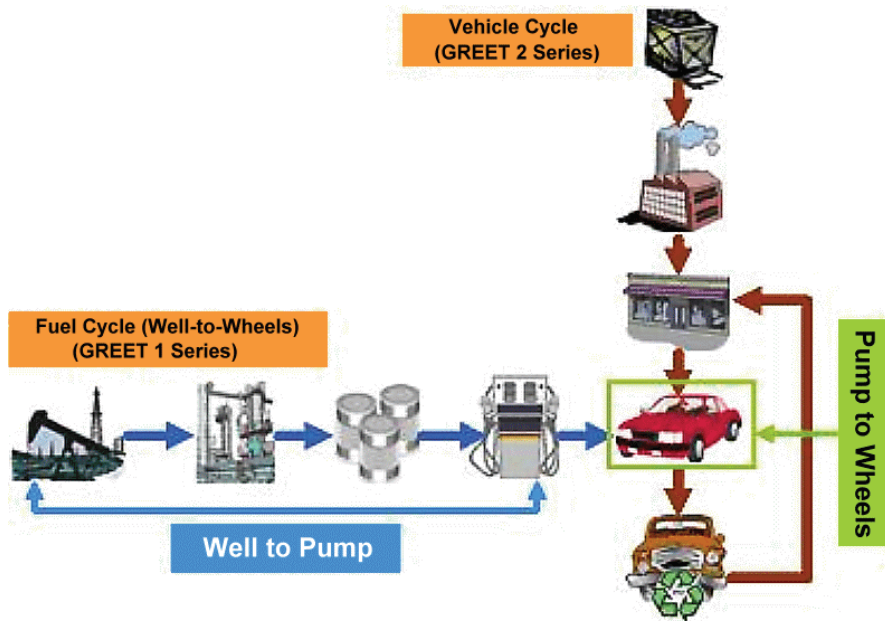 Vehicle Cycle
(GREET 2 Series)
Fuel Cycle (Well-to-Wheels)
(GREET 1 Series)
Well to Pump
Pump to Wheels